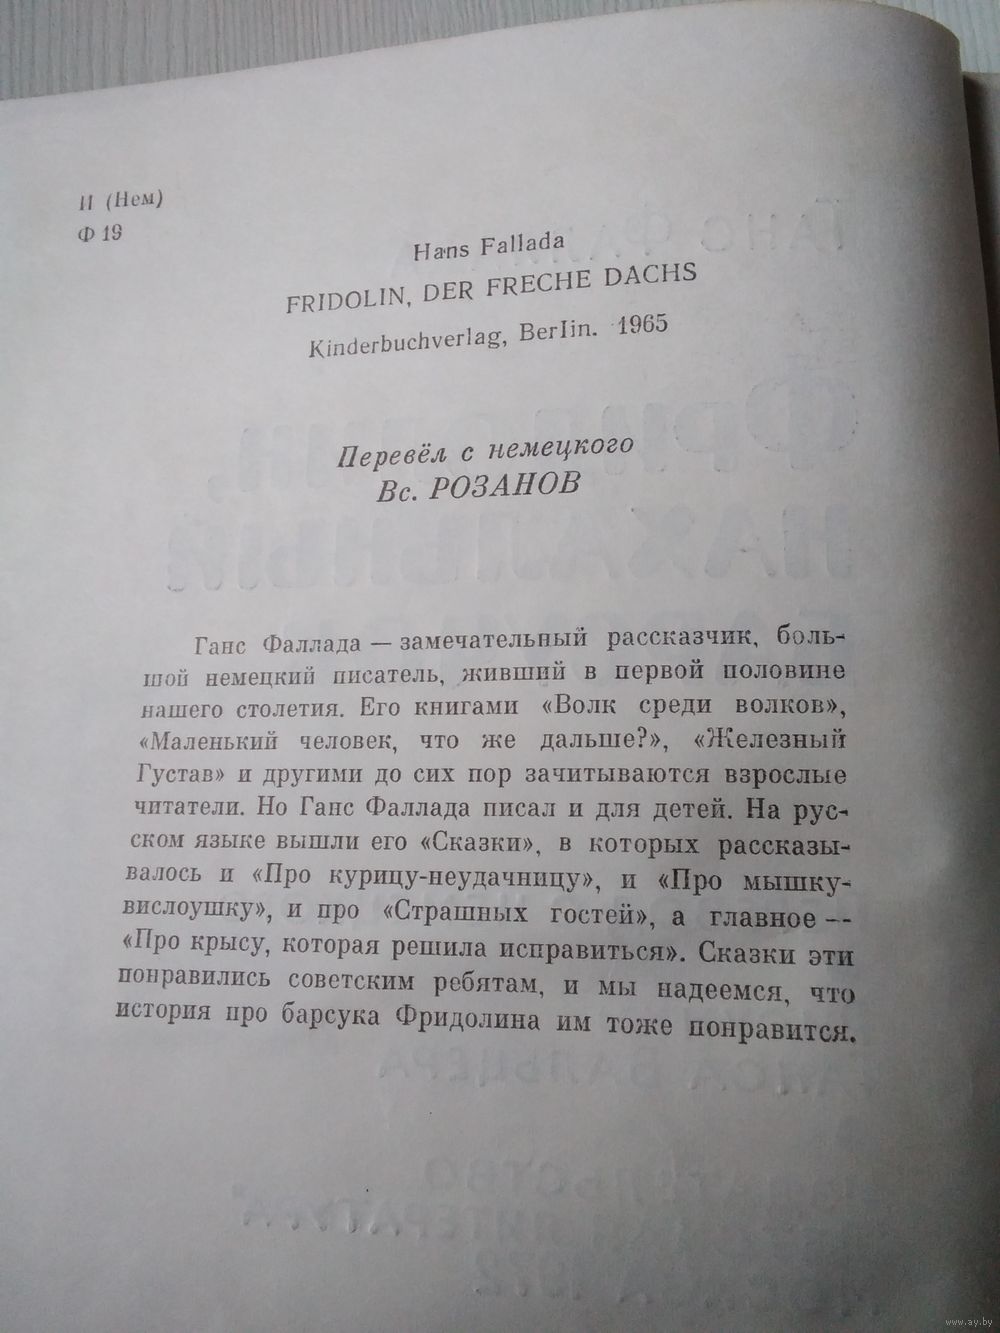 И (Нем)
Ф 19
Hans Fallada
FRIDOLIN, DER FRECHE DACHS
Kinderbuchverlag, Berlin. 1965
Перевёл с немецкого
Вс. РОЗАНОВ
Ганс Фаллада — замечательный рассказчик, боль-
шой немецкий писатель, живший в первой половине
нашего столетия. Его книгами «Волк среди волков»,
«Маленький человек, что же дальше?», «Железный
Густав» и другими до сих пор зачитываются взрослые
читатели. Но Ганс Фаллада писал и для детей. На рус-
ском языке вышли его «Сказки», в которых рассказы-
валось и «Про курицу-неудачницу», и «Про мышку-
вислоушку», и про «Страшных гостей», а главное —
«Про крысу, которая решила исправиться». Сказки эти
понравились советским ребятам, и мы надеемся, что
история про барсука Фридолина им тоже понравится.
www.ay.by